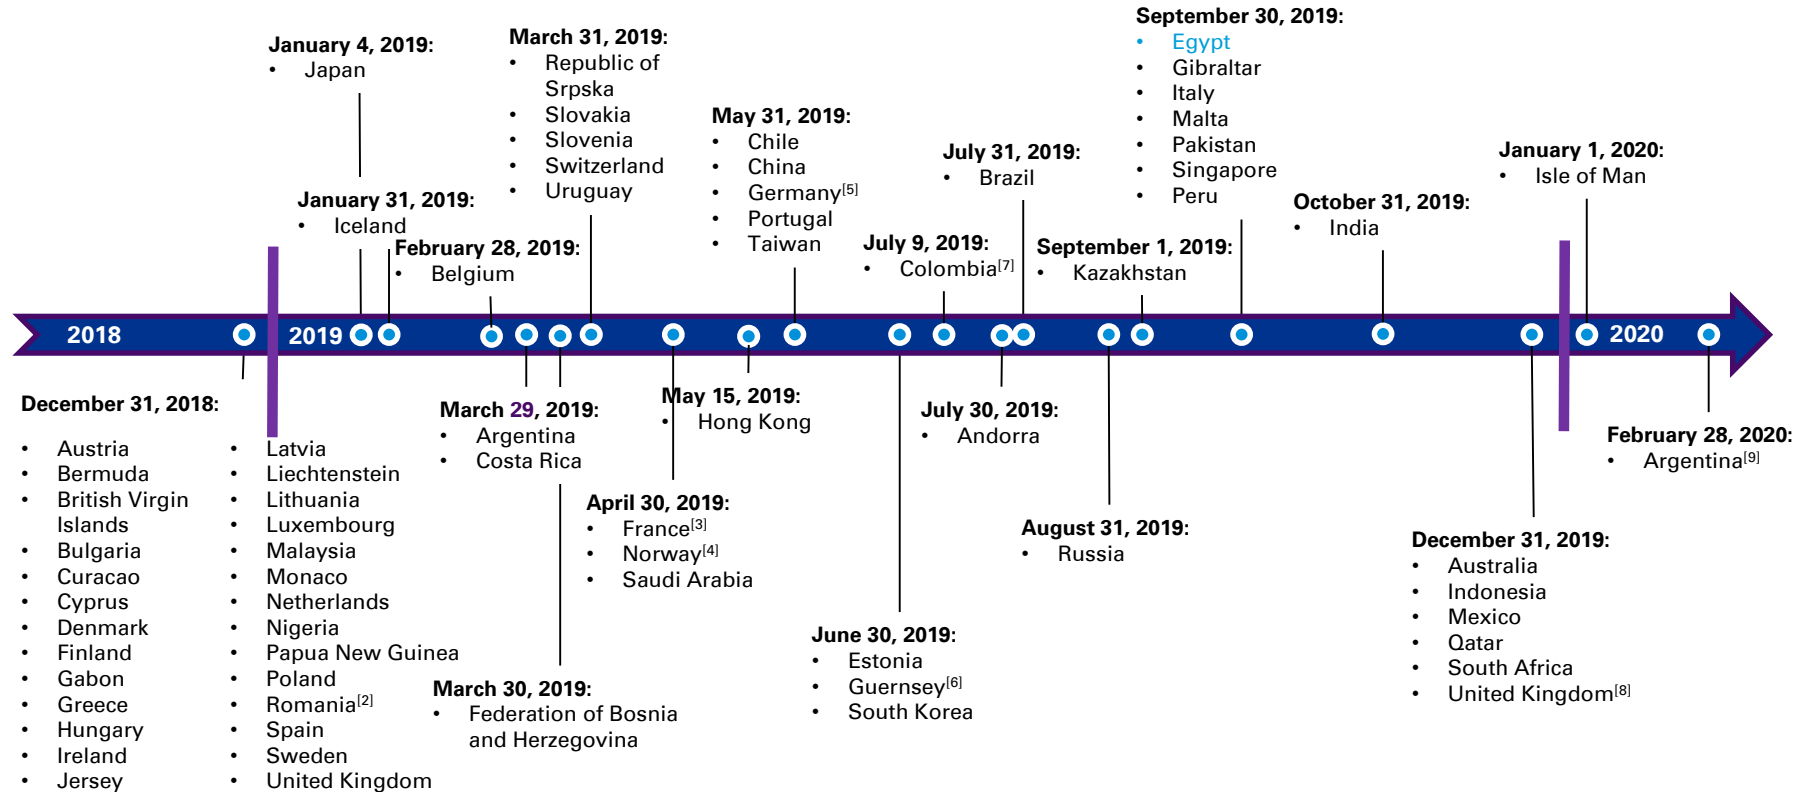 January 4, 2019:
• Japan
January 31, 2019:
• Iceland
February 28, 2019:
• Belgium
March 31, 2019:
• Republic of
Srpska
• Slovakia
• Slovenia
• Switzerland
• Uruguay
May 31, 2019:
• Chile
• China
• Germany[5]
• Portugal
• Taiwan
July 9, 2019:
• Colombia[7]
July 31, 2019:
• Brazil
September 1, 2019:
• Kazakhstan
September 30, 2019:
• Egypt
• Gibraltar
• Italy
• Malta
• Pakistan
• Singapore
• Peru
October 31, 2019:
• India
January 1, 2020:
• Isle of Man
2018
2019
2020
December 31, 2018:
• Austria
• Bermuda
• British Virgin
Islands
• Bulgaria
• Curacao
• Cyprus
• Denmark
• Finland
• Gabon
• Greece
• Hungary
• Ireland
• Jersey
• Latvia
• Liechtenstein
• Lithuania
• Luxembourg
• Malaysia
• Monaco
• Netherlands
• Nigeria
• Papua New Guinea
• Poland
• Romania[2]
• Spain
• Sweden
• United Kingdom
March 29, 2019:
• Argentina
• Costa Rica
March 30, 2019:
• Federation of Bosnia
and Herzegovina
April 30, 2019:
• France[3]
• Norway[4]
• Saudi Arabia
May 15, 2019:
• Hong Kong
June 30, 2019:
• Estonia
• Guernsey[6]
• South Korea
July 30, 2019:
• Andorra
August 31, 2019:
• Russia
December 31, 2019:
• Australia
• Indonesia
• Mexico
• Qatar
• South Africa
• United Kingdom[8]
February 28, 2020:
• Argentina[9]